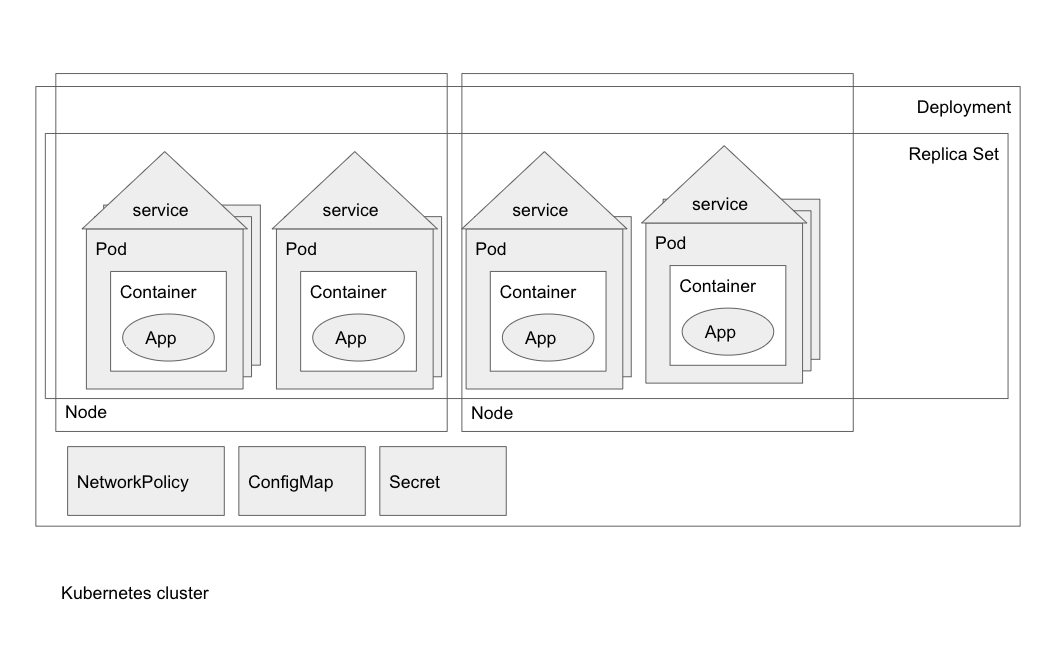 Deployment
Replica Set
service
service
service
service
Pod
Pod
Pod
Pod
Container
Container
Container
Container
App
App
App
App
Node
Node
NetworkPolicy
ConfigMap
Secret
Kubernetes cluster